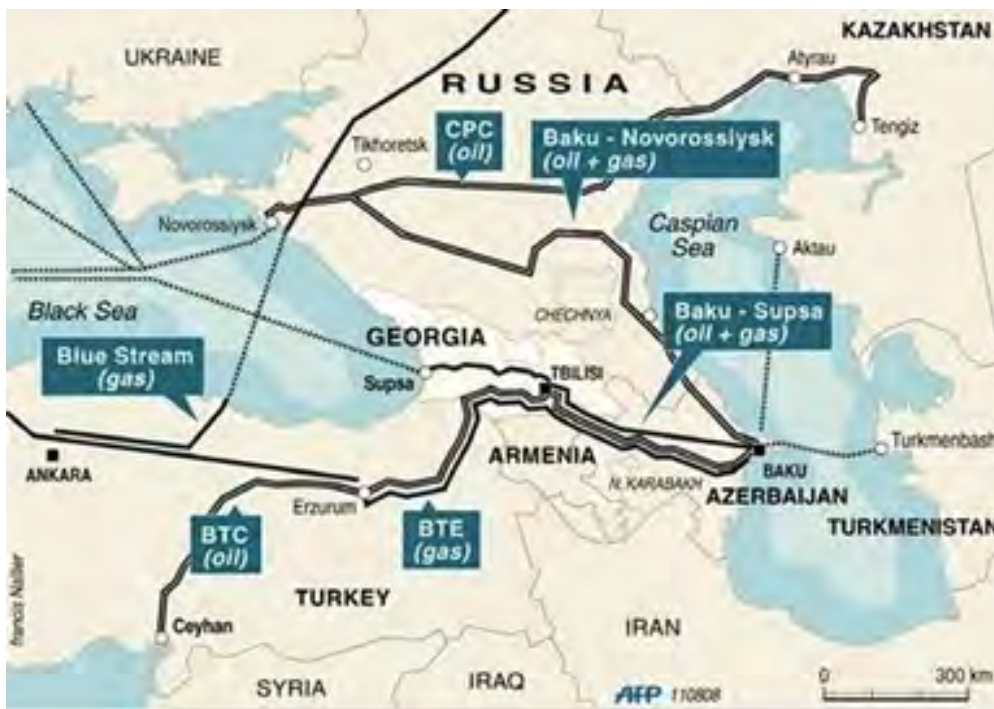 KAZAKHSTAN
UKRAINE
Atyrau
RUSSIA
CPC
(oil)
Baku - Novorossiysk
(oil + gas)
Tikhoretsk
Tengiz
Novorossiysk
Caspian
Sea
Aktau
Black Sea
CHECHNYA
Baku - Supsa
(oil + gas)
GEORGIA
Blue Stream
(gas)
Supsa
TBILISI
Turkmenbash
ANKARA
ARMENIA
BAKU
N. KARABAKH
AZERBAIJAN
Erzurum
BTC
(oil)
BTE
(gas)
TURKMENISTAN
TURKEY
francis Nallier
Ceyhan
IRAN
SYRIA
IRAQ
AFP 110808
0 300 km